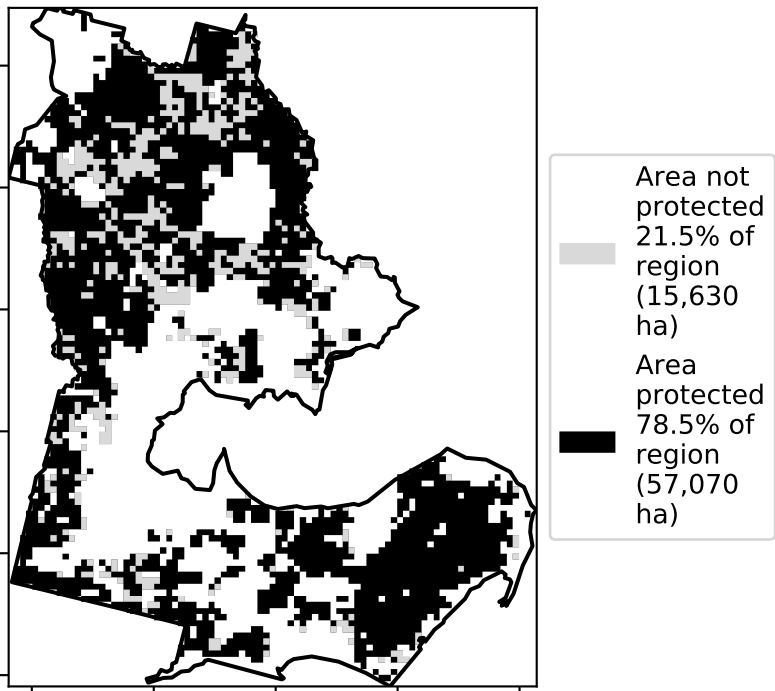 Area not
protected
21.5% of
region
(15,630
ha)
Area
protected
78.5% of
region
(57,070
ha)